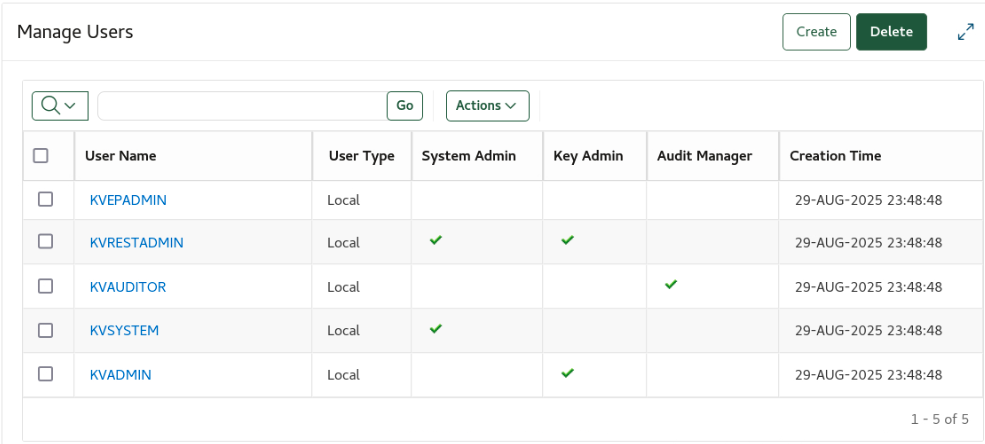 Manage Users
Create
Delete
Go
Actions
User Name User Type System Admin Key Admin Audit Manager Creation Time
KVEPADMIN Local 29-AUG-2025 23:48:48
KVRESTADMIN Local 29-AUG-2025 23:48:48
KVAUDITOR Local 29-AUG-2025 23:48:48
KVSYSTEM Local 29-AUG-2025 23:48:48
KVADMIN Local 29-AUG-2025 23:48:48
1 - 5 of 5